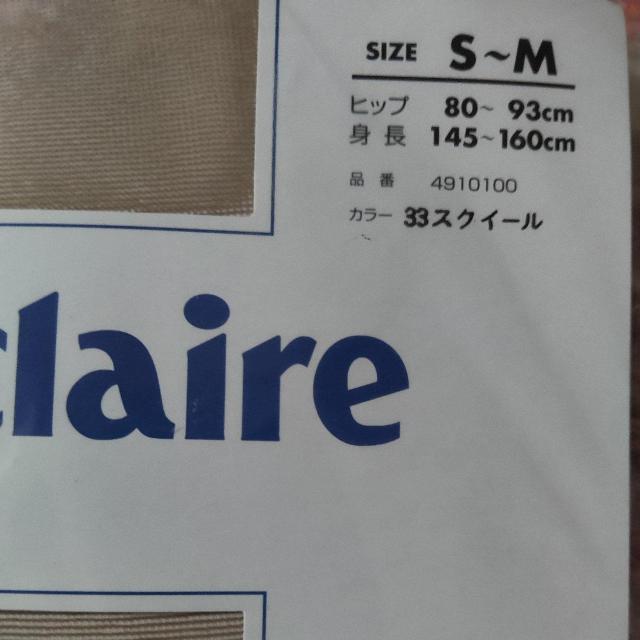 SIZE S~M
ヒップ 80~ 93cm
身長 145~160cm
品番 4910100
カラー 33スクイール
claire